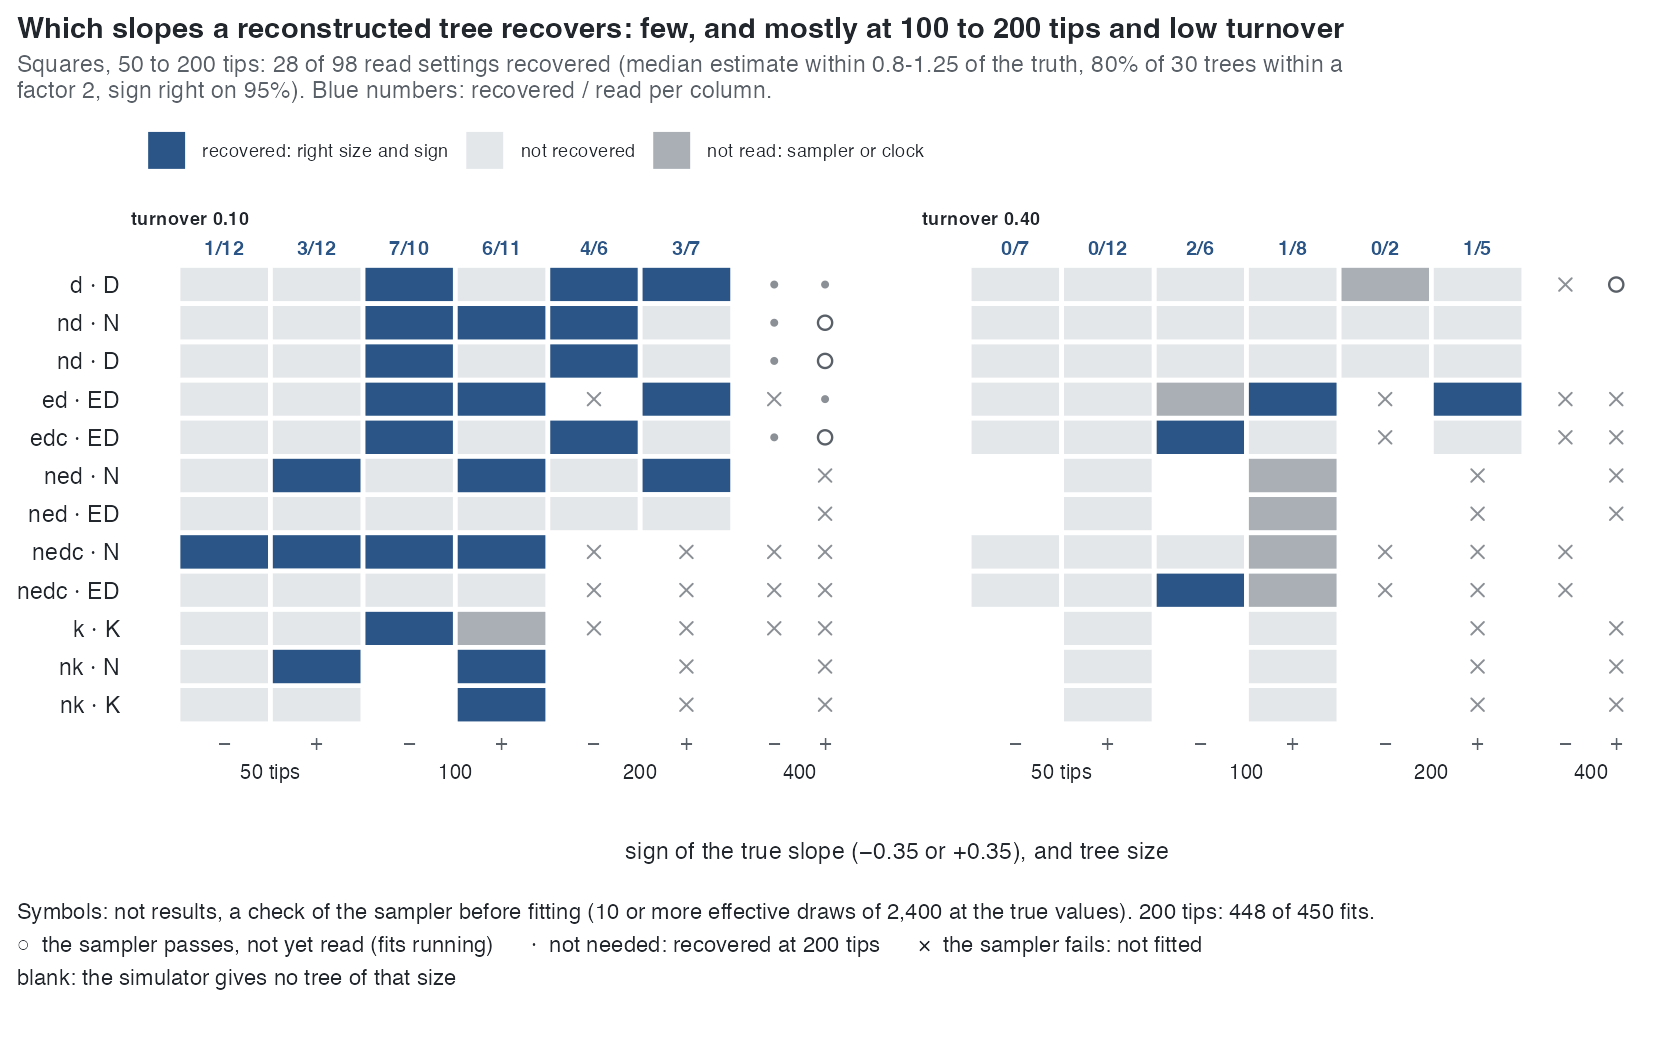 Which slopes a reconstructed tree recovers: few, and mostly at 100 to 200 tips and low turnover
Squares, 50 to 200 tips: 28 of 98 read settings recovered (median estimate within 0.8-1.25 of the truth, 80% of 30 trees within a
factor 2, sign right on 95%). Blue numbers: recovered / read per column.
recovered: right size and sign
not recovered
not read: sampler or clock
turnover 0.10
1/12 3/12 7/10 6/11 4/6 3/7
turnover 0.40
0/7 0/12 2/6 1/8 0/2 1/5
d · D
nd · N
nd · D
ed · ED
edc · ED
ned · N
ned · ED
nedc · N
nedc · ED
k · K
nk · N
nk · K
− + − + − + − +
50 tips 100 200 400
− + − + − + − +
50 tips 100 200 400
sign of the true slope (−0.35 or +0.35), and tree size
Symbols: not results, a check of the sampler before fitting (10 or more effective draws of 2,400 at the true values). 200 tips: 448 of 450 fits.
○ the sampler passes, not yet read (fits running) · not needed: recovered at 200 tips × the sampler fails: not fitted
blank: the simulator gives no tree of that size